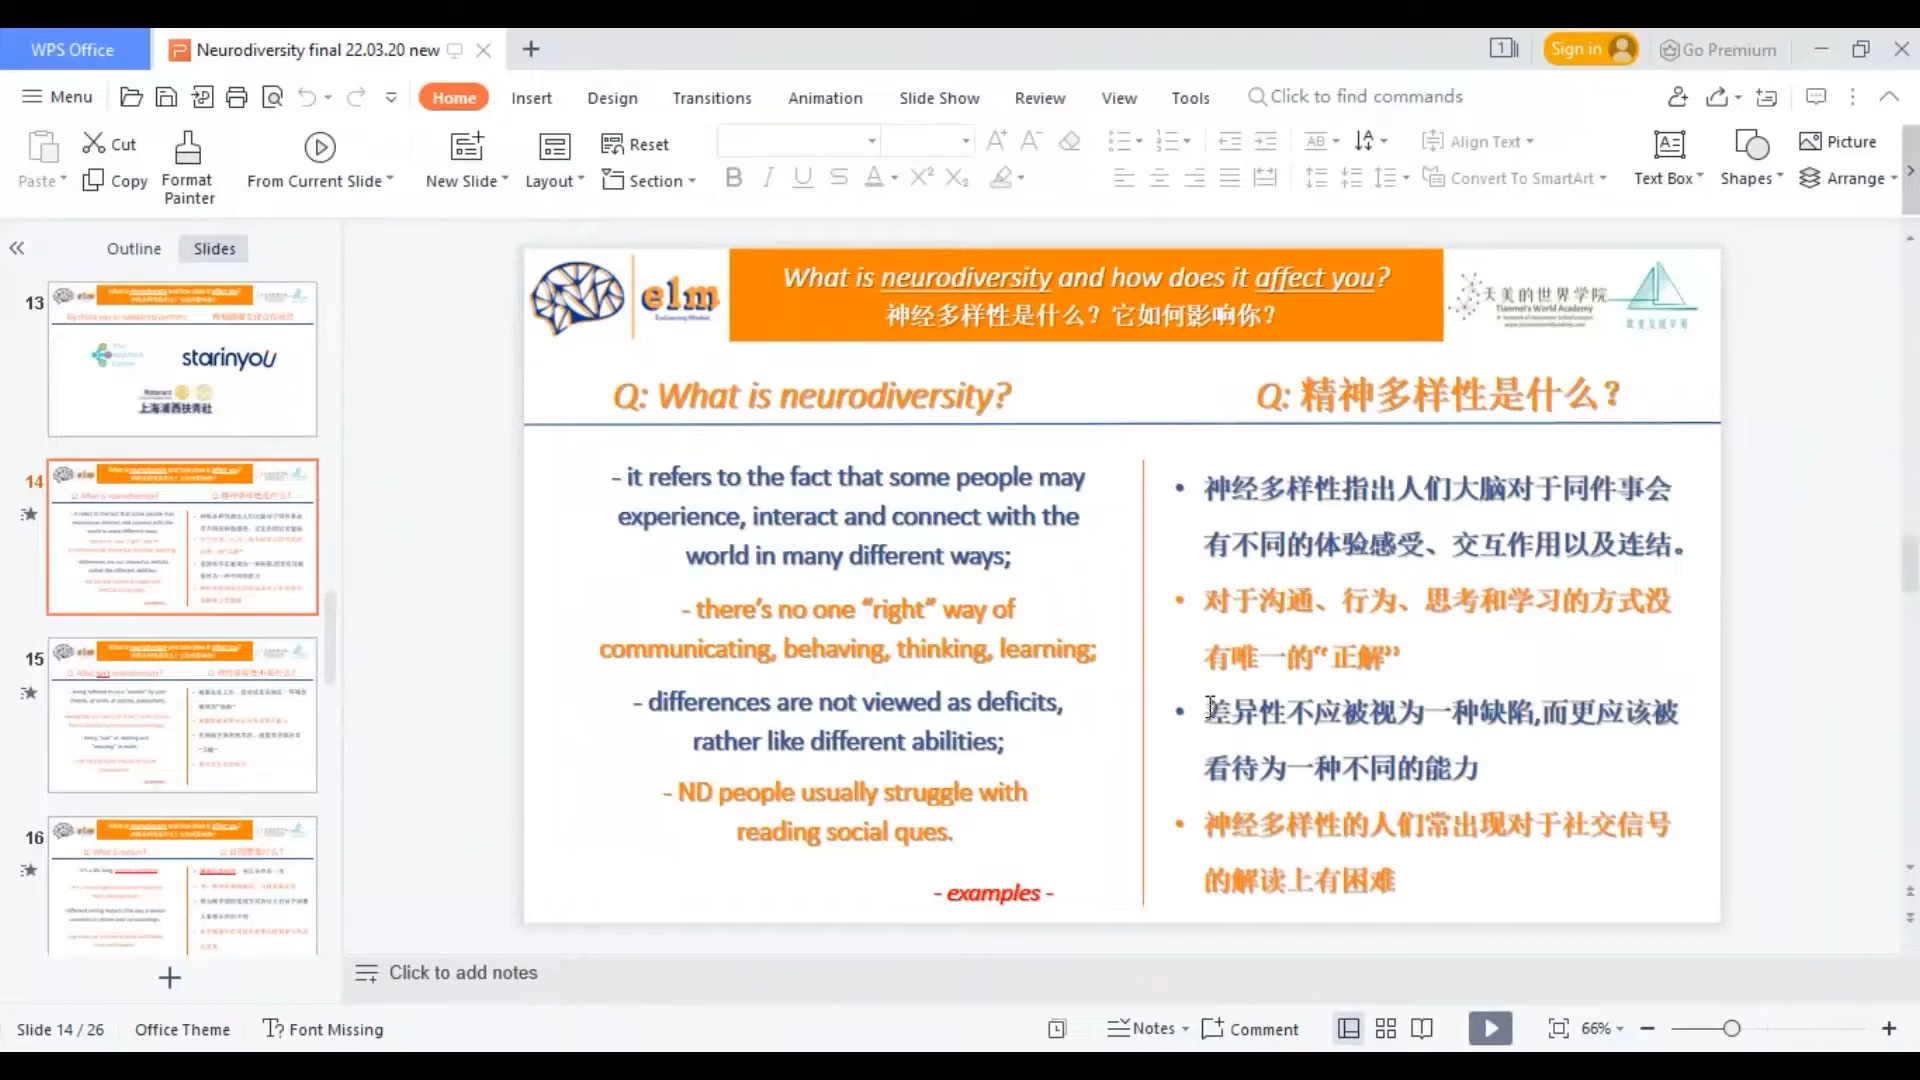 WPS Office
Neurodiversity final 22.03.20 new
Sign in
Go Premium
Menu
Home
Insert
Design
Transitions
Animation
Slide Show
Review
View
Tools
Click to find commands
Paste
Cut
Copy
Format
Painter
From Current Slide
New Slide
Layout
Reset
Section
Align Text
Convert To SmartArt
Text Box
Shapes
Picture
Arrange
Outline
Slides
13
starinyou
上海浦西扶青社
14
15
16
elm
What is neurodiversity and how does it affect you?
神经多样性是什么？它如何影响你?
天美的世界学院
Tianmei's World Academy
Q: What is neurodiversity?
Q: 精神多样性是什么?
- it refers to the fact that some people may
experience, interact and connect with the
world in many different ways;
- there's no one “right” way of
communicating, behaving, thinking, learning;
- differences are not viewed as deficits,
rather like different abilities;
- ND people usually struggle with
reading social ques.
- examples -
• 神经多样性指出人们大脑对于同件事会
有不同的体验感受、交互作用以及连结。
• 对于沟通、行为、思考和学习的方式没
有唯一的“正解”
• 差异性不应被视为一种缺陷,而更应该被
看待为一种不同的能力
• 神经多样性的人们常出现对于社交信号
的解读上有困难
Click to add notes
Slide 14 / 26
Office Theme
Font Missing
Notes
Comment
66%